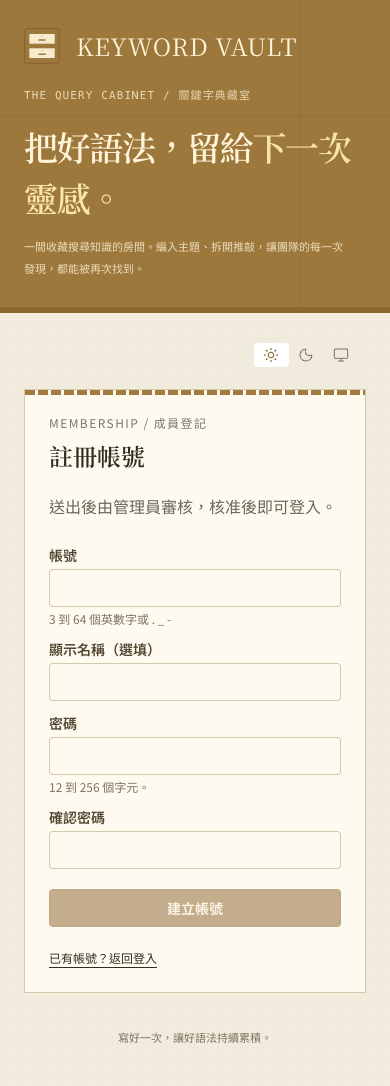 KEYWORD VAULT
THE QUERY CABINET / 關鍵字典藏室
把好語法，留給下一次
靈感。
一間收藏搜尋知識的房間。編入主題、拆開推敲，讓團隊的每一次
發現，都能被再次找到。
MEMBERSHIP / 成員登記
註冊帳號
送出後由管理員審核，核准後即可登入。
帳號
3 到 64 個英數字或 . _ -
顯示名稱（選填）
密碼
12 到 256 個字元。
確認密碼
建立帳號
已有帳號？返回登入
寫好一次，讓好語法持續累積。